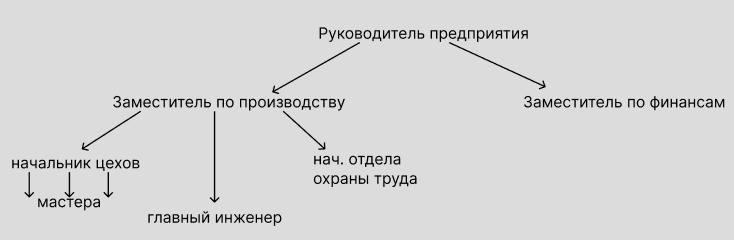 Руководитель предприятия
Заместитель по производству
Заместитель по финансам
начальник цехов
нач. отдела
охраны труда
мастера
главный инженер